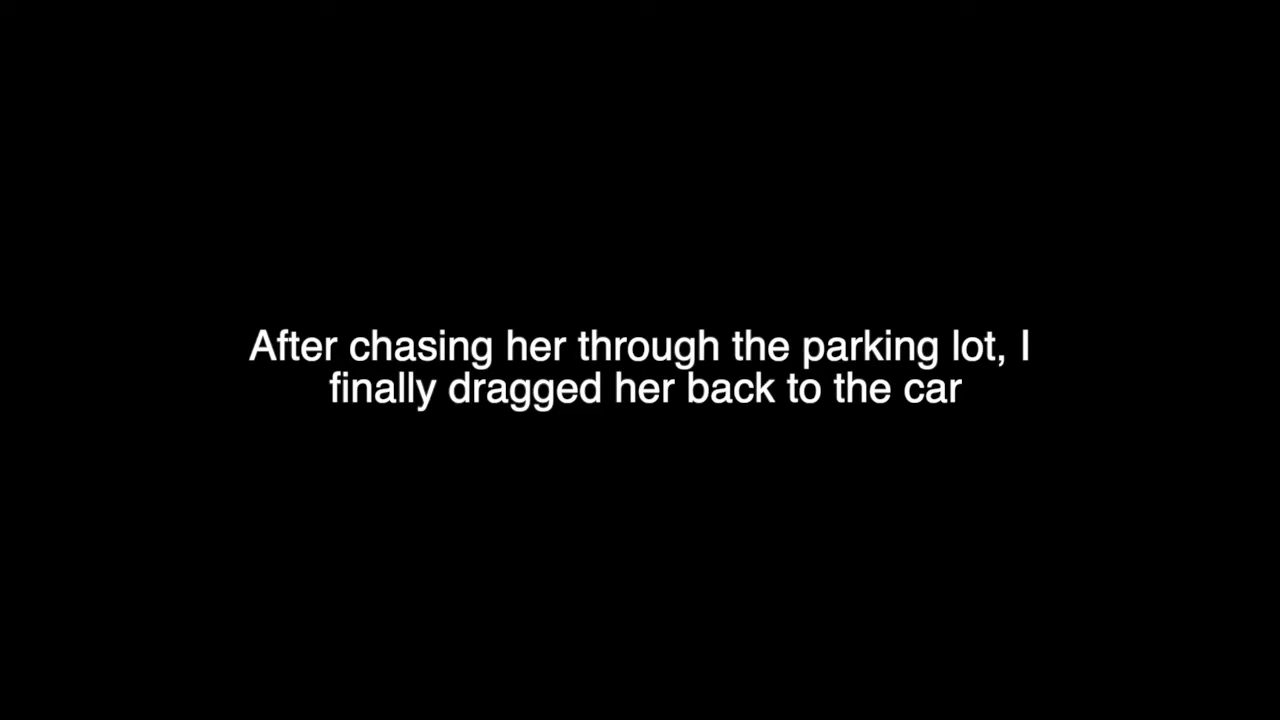 After chasing her through the parking lot, I
finally dragged her back to the car